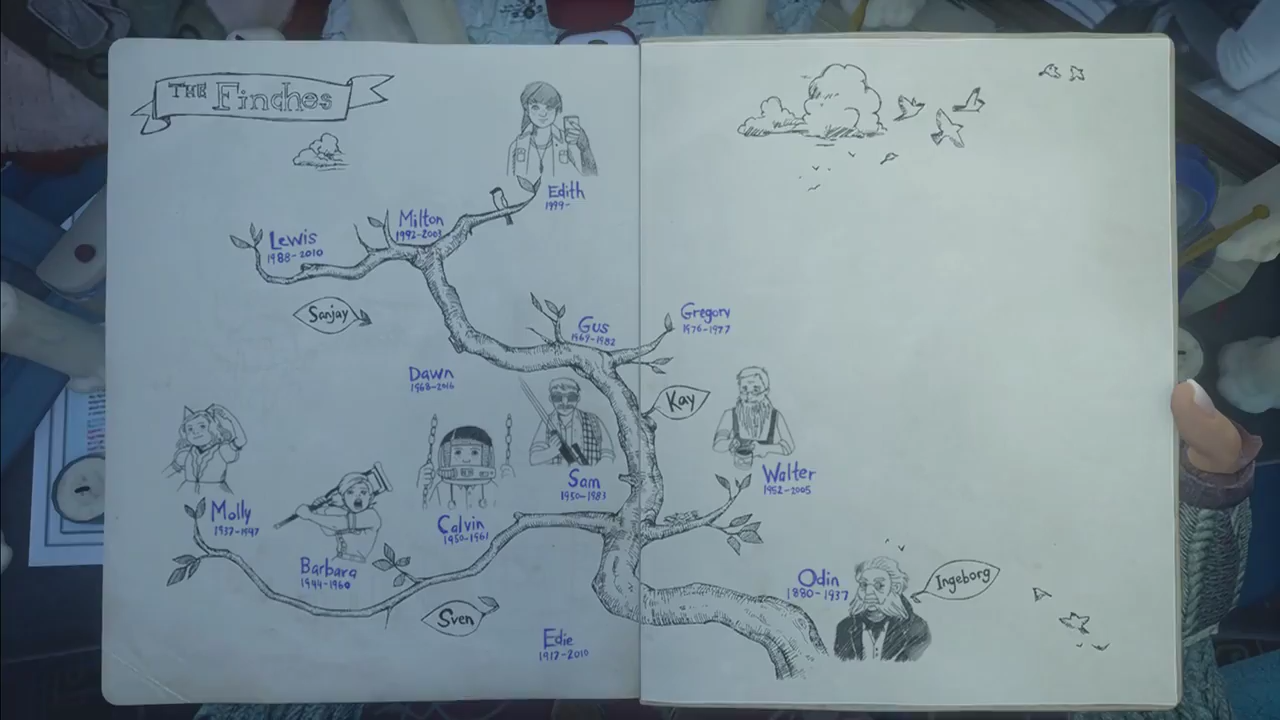 THE Finches
Edith
1999-
Milton
1992-2003
Lewis
1988-2010
Sanjay
Gus
1969-1982
Gregory
1976-1977
Dawn
1968-2016
Kay
Sam
1950-1983
Walter
1952-2005
Molly
1937-1947
Calvin
1950-1961
Barbara
1944-1960
Odin
1880-1937
Ingeborg
Sven
Edie
1917-2010